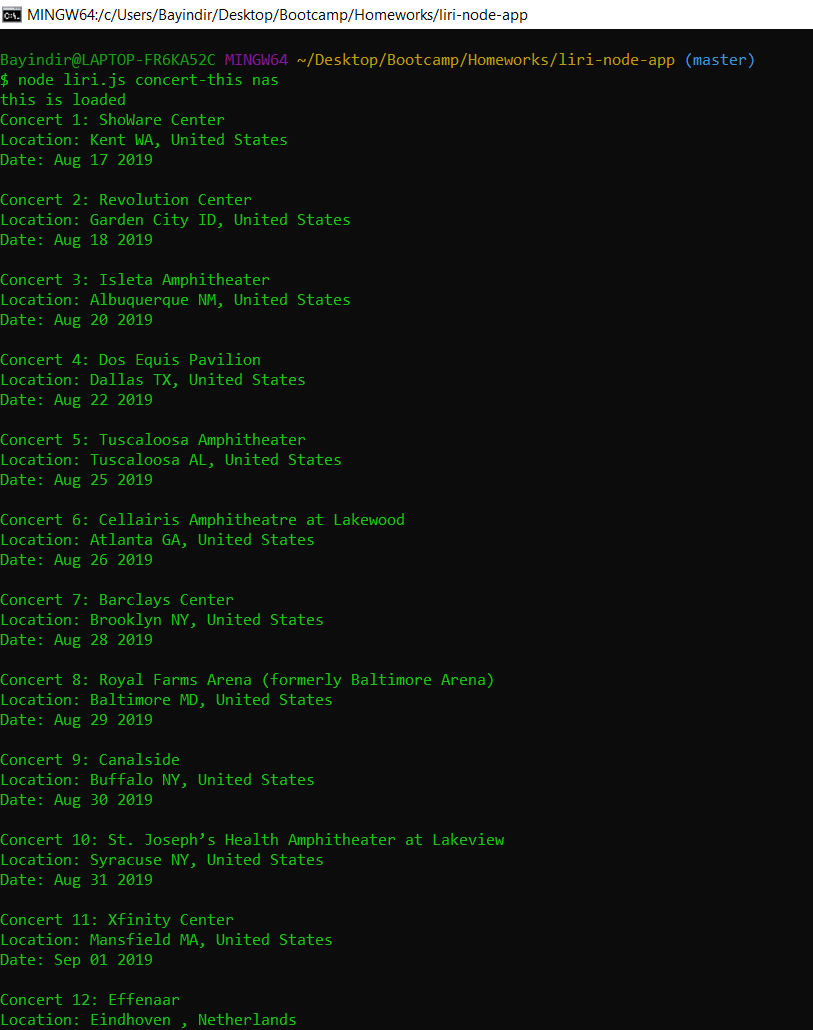 MINGW64:/c/Users/Bayindir/Desktop/Bootcamp/Homeworks/liri-node-app
Bayindir@LAPTOP-FR6KA52C MINGW64 ~/Desktop/Bootcamp/Homeworks/liri-node-app (master)
$ node liri.js concert-this nas
this is loaded
Concert 1: ShoWare Center
Location: Kent WA, United States
Date: Aug 17 2019
Concert 2: Revolution Center
Location: Garden City ID, United States
Date: Aug 18 2019
Concert 3: Isleta Amphitheater
Location: Albuquerque NM, United States
Date: Aug 20 2019
Concert 4: Dos Equis Pavilion
Location: Dallas TX, United States
Date: Aug 22 2019
Concert 5: Tuscaloosa Amphitheater
Location: Tuscaloosa AL, United States
Date: Aug 25 2019
Concert 6: Cellairis Amphitheatre at Lakewood
Location: Atlanta GA, United States
Date: Aug 26 2019
Concert 7: Barclays Center
Location: Brooklyn NY, United States
Date: Aug 28 2019
Concert 8: Royal Farms Arena (formerly Baltimore Arena)
Location: Baltimore MD, United States
Date: Aug 29 2019
Concert 9: Canalside
Location: Buffalo NY, United States
Date: Aug 30 2019
Concert 10: St. Joseph’s Health Amphitheater at Lakeview
Location: Syracuse NY, United States
Date: Aug 31 2019
Concert 11: Xfinity Center
Location: Mansfield MA, United States
Date: Sep 01 2019
Concert 12: Effenaar
Location: Eindhoven , Netherlands